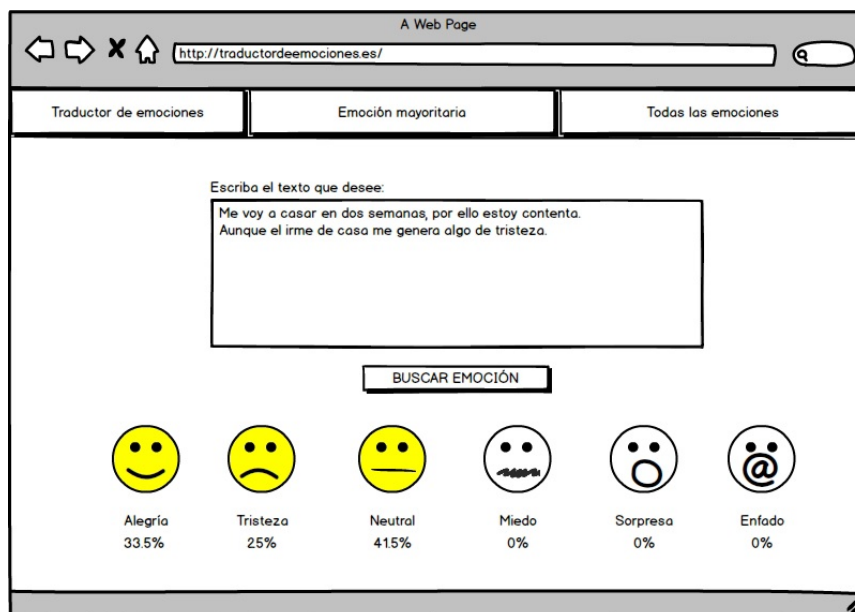 A Web Page
http://traductordeemociones.es/
Traductor de emociones
Emoción mayoritaria
Todas las emociones
Escriba el texto que desee:
Me voy a casar en dos semanas, por ello estoy contenta.
Aunque el irme de casa me genera algo de tristeza.
BUSCAR EMOCIÓN
@
Alegría
Tristeza
Neutral
Miedo
Sorpresa
Enfado
33.5%
25%
41.5%
0%
0%
0%